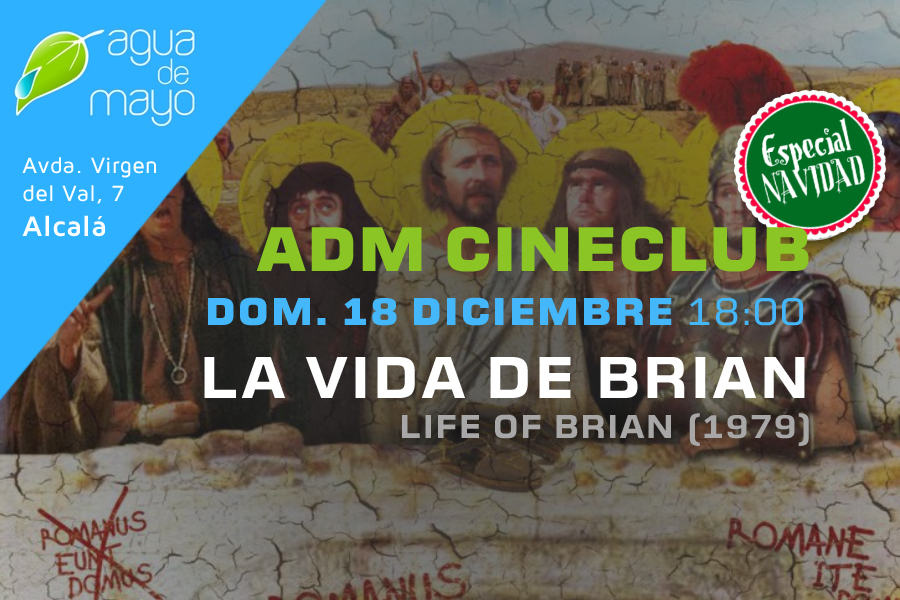 agua
de
mayo
Avda. Virgen
del Val, 7
Alcalá
Especial
NAVIDAD
ADM CINECLUB
DOM. 18 DICIEMBRE 18:00
LA VIDA DE BRIAN
LIFE OF BRIAN (1979)
ROMANUS
EUNT
DOMUS
ROMANUS
ROMANE
ITE